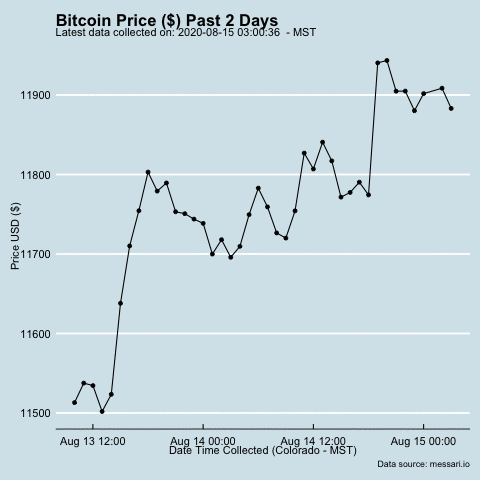 Bitcoin Price ($) Past 2 Days
Latest data collected on: 2020-08-15 03:00:36 - MST
Price USD ($)
11900
11800
11700
11600
11500
Aug 13 12:00 Aug 14 00:00 Aug 14 12:00 Aug 15 00:00
Date Time Collected (Colorado - MST)
Data source: messari.io